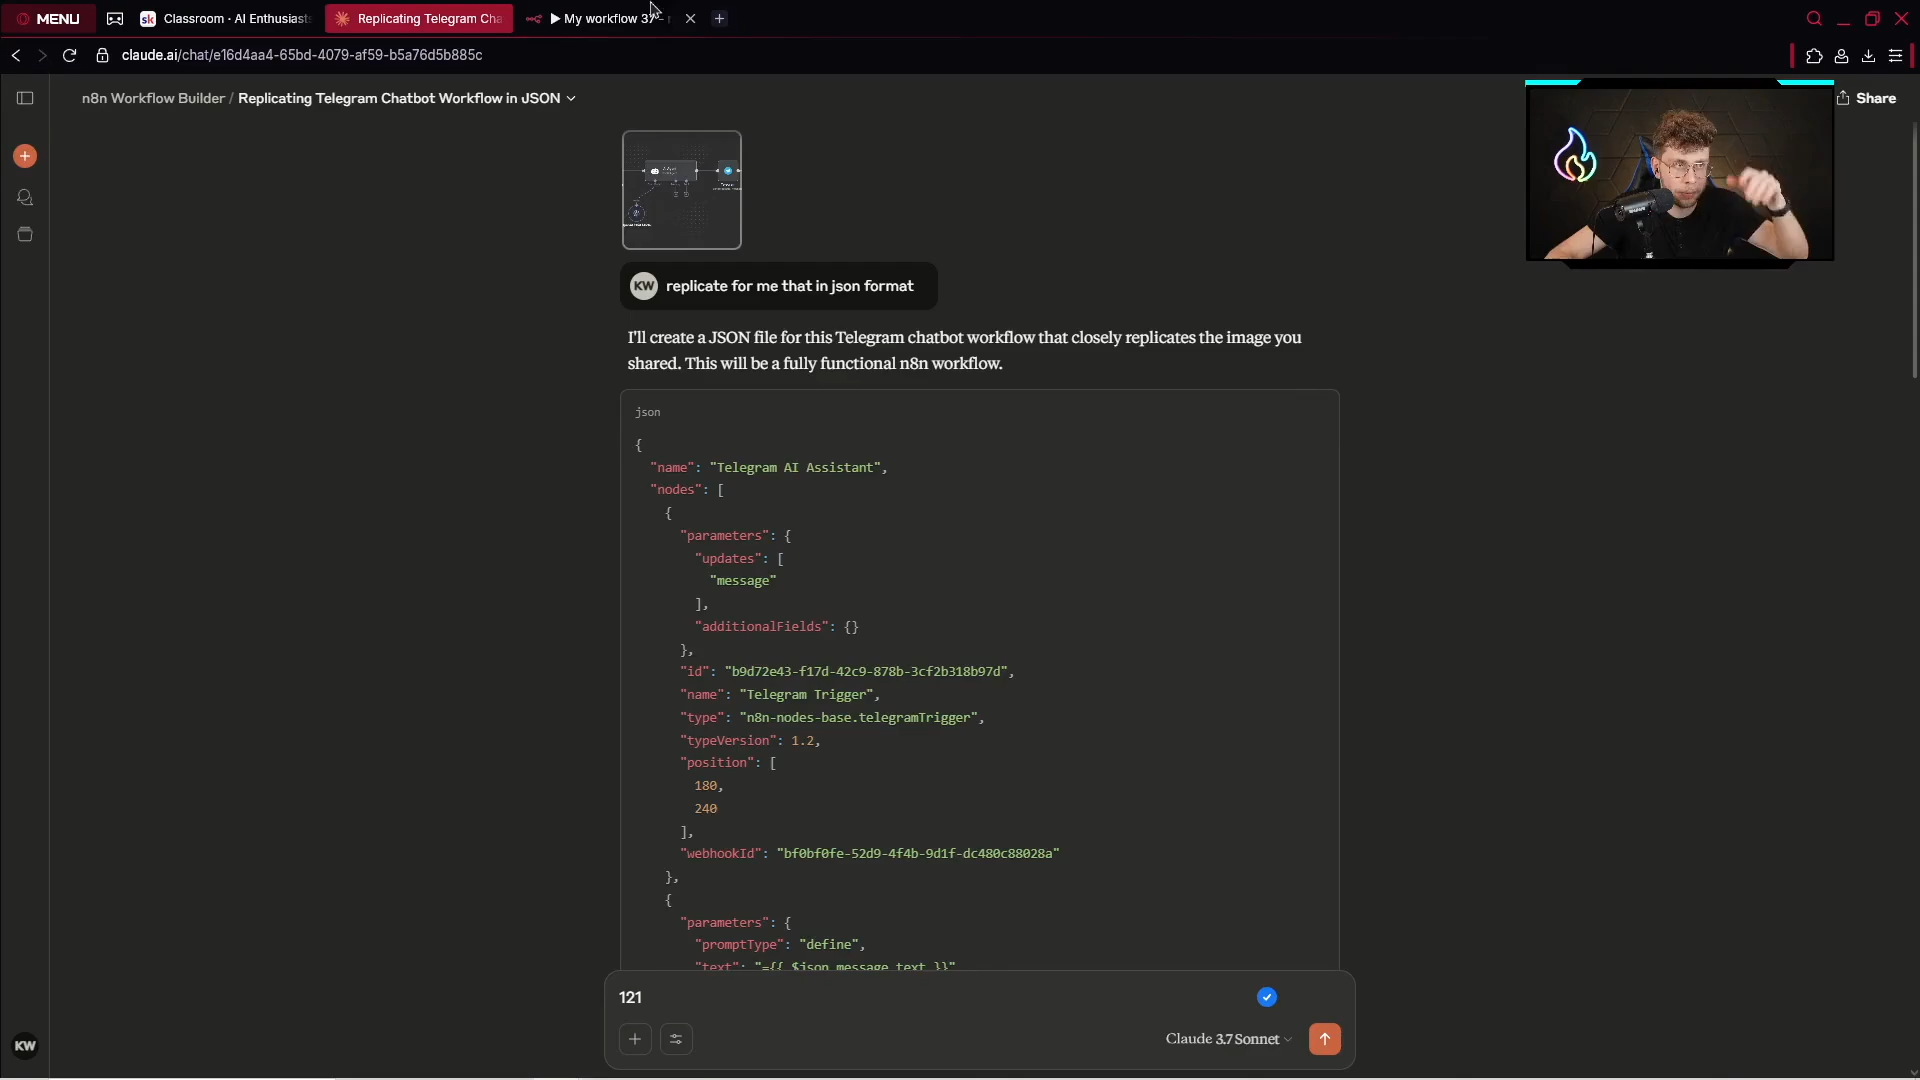 MENU
sk Classroom · AI Enthusiasts
Replicating Telegram Cha
▶ My workflow 37 -
claude.ai/chat/e16d4aa4-65bd-4079-af59-b5a76d5b885c
n8n Workflow Builder / Replicating Telegram Chatbot Workflow in JSON
Share
KW replicate for me that in json format
I'll create a JSON file for this Telegram chatbot workflow that closely replicates the image you
shared. This will be a fully functional n8n workflow.
json
{
"name": "Telegram AI Assistant",
"nodes": [
{
"parameters": {
"updates": [
"message"
],
"additionalFields": {}
},
"id": "b9d72e43-f17d-42c9-878b-3cf2b318b97d",
"name": "Telegram Trigger",
"type": "n8n-nodes-base.telegramTrigger",
"typeVersion": 1.2,
"position": [
180,
240
],
"webhookId": "bf0bf0fe-52d9-4f4b-9d1f-dc480c88028a"
},
{
"parameters": {
"promptType": "define",
"text": "={{ $json.message.text }}"
121
Claude 3.7 Sonnet
KW